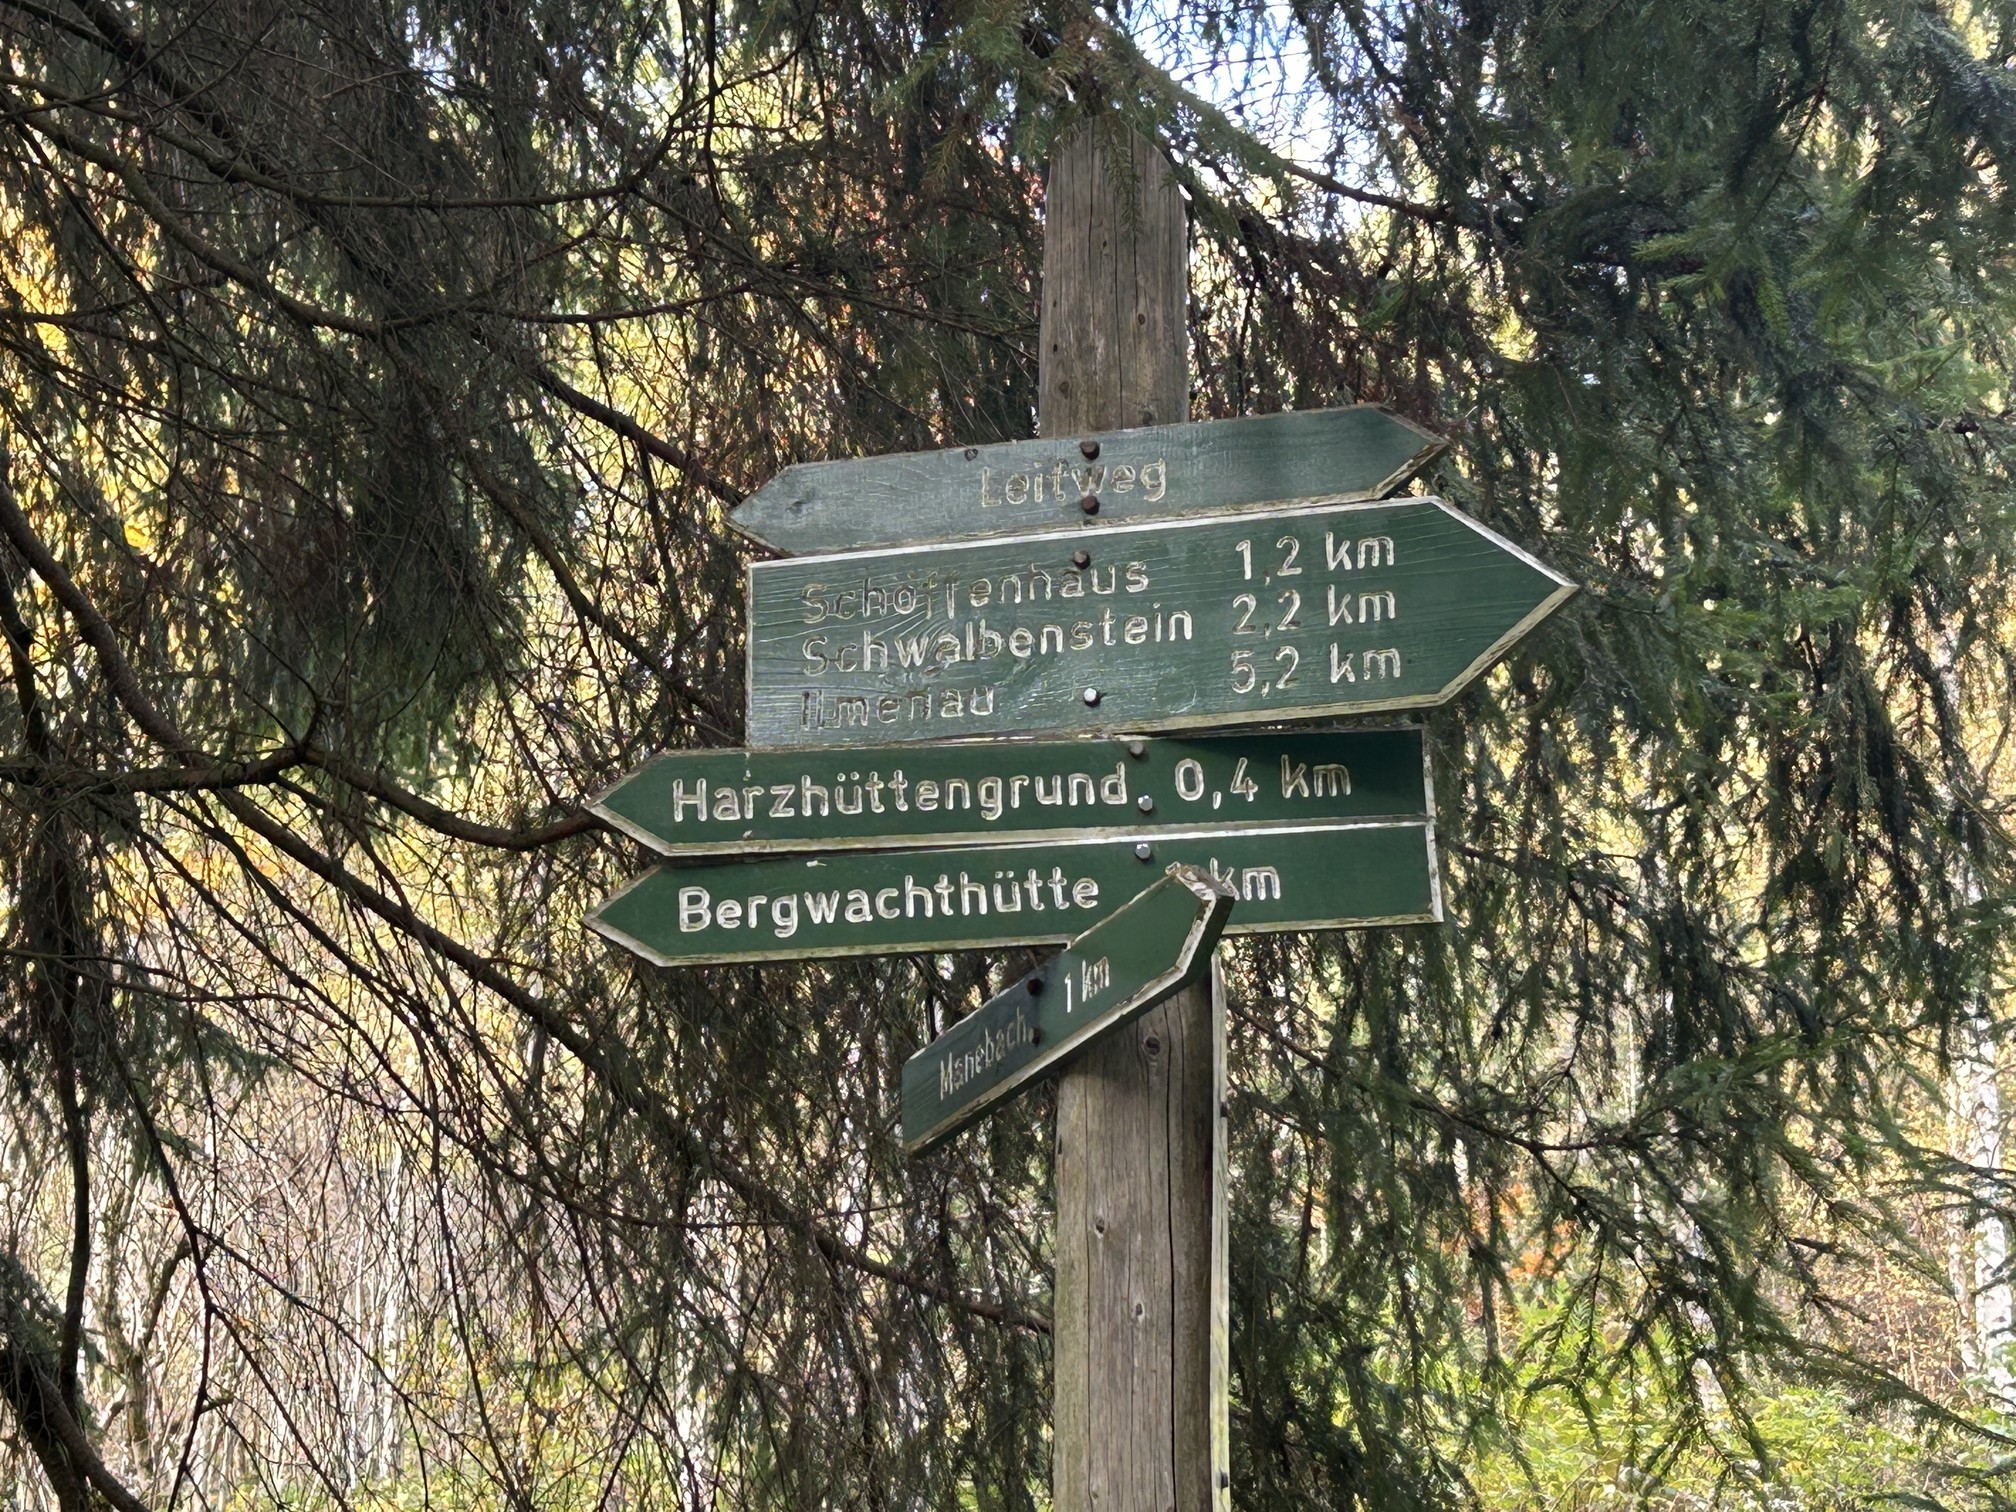 Leitweg
Schöffenhaus 1,2 km
Schwalbenstein 2,2 km
Ilmenau 5,2 km
Harzhüttengrund 0,4 km
Bergwachthütte km
Manebach 1 km